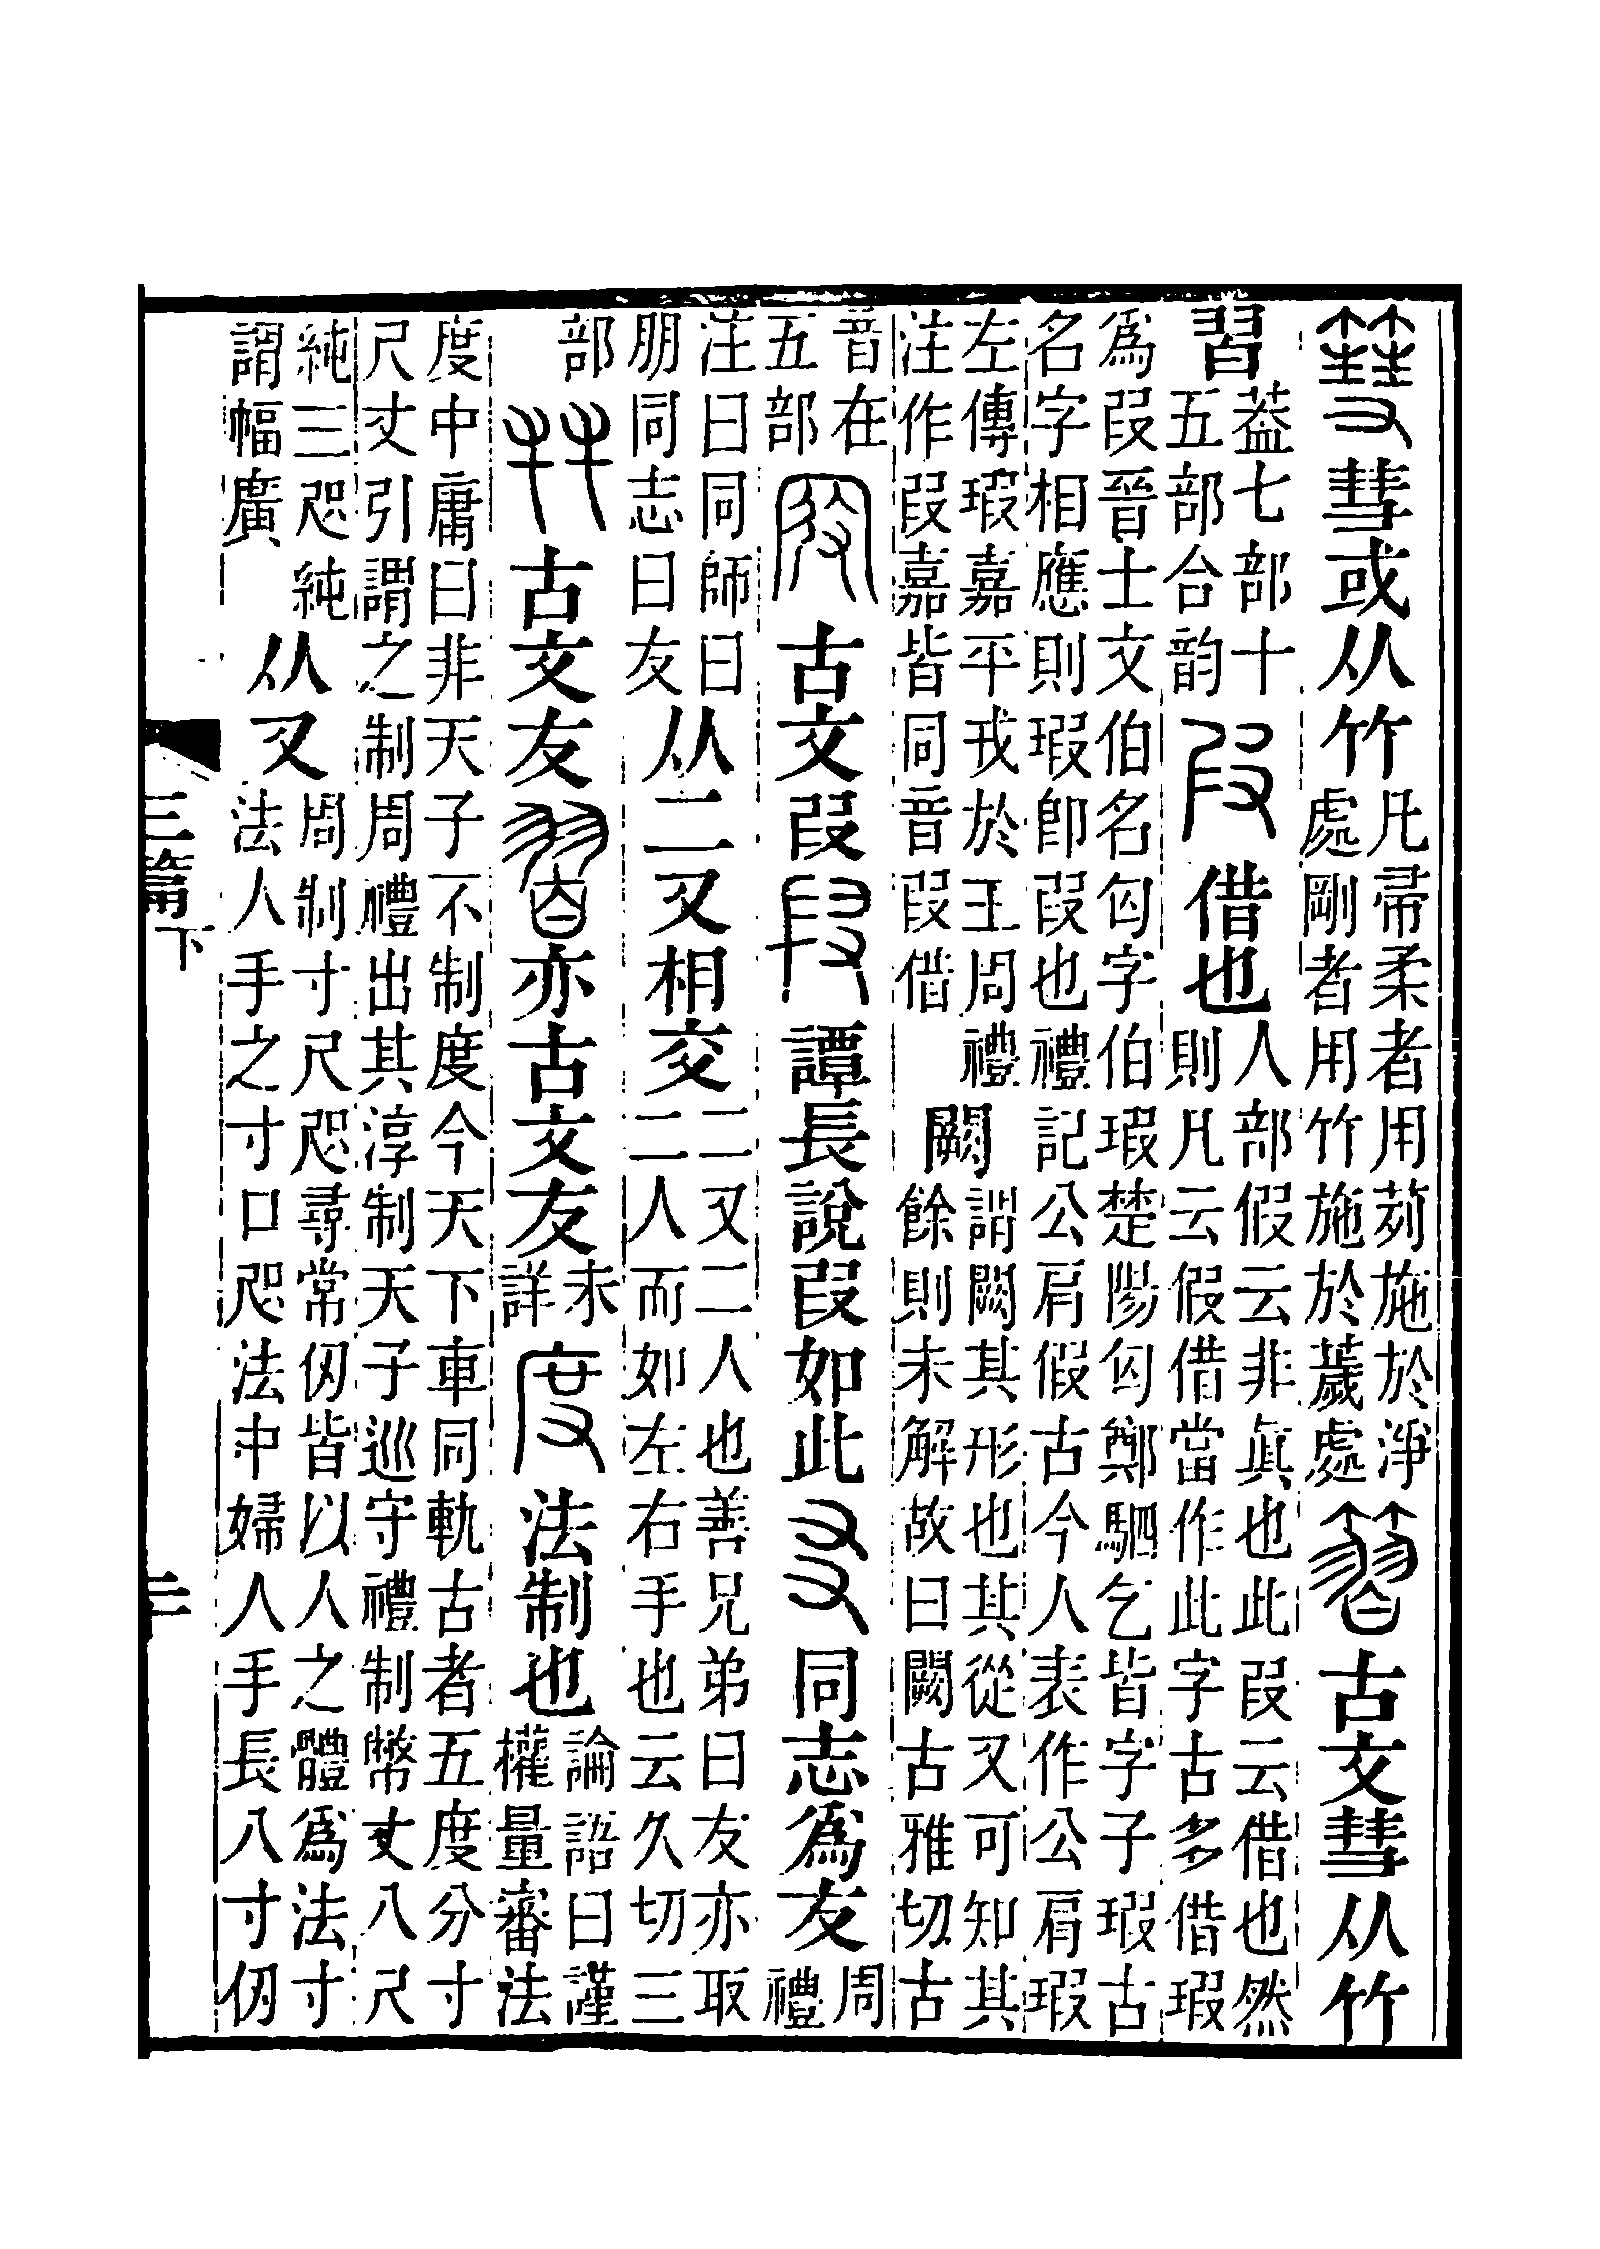 篲彗或从竹凡帚柔者用茢施於淨處剛者用竹施於薉處𥱵古文彗从竹
習葢七部十五部合韵叚借也人部假云非眞也此叚云借也然則凡云假借當作此字古多借瑕
爲叚晉士文伯名匄字伯瑕楚陽匄鄭駟乞皆字子瑕古名字相應則瑕卽叚也禮記公肩假古今人表作公肩瑕
左傳瑕嘉平戎於王周禮注作叚嘉皆同音叚借闕謂闕其形也其從又可知其餘則未解故曰闕古雅切古
音在五部古文叚譚長說叚如此友同志爲友周禮
注曰同師曰朋同志曰友从二又相交二又二人也善兄弟曰友亦取二人而如左右手也云久切三
部古文友亦古文友未詳度法制也論語曰謹權量審法
度中庸曰非天子不制度今天下車同軌古者五度分寸尺丈引謂之制周禮出其淳制天子巡守禮制幣丈八尺
純三咫純謂幅廣从又周制寸尺咫尋常仞皆以人之體爲法寸法人手之寸口咫法中婦人手長八寸仞
三篇下
二十